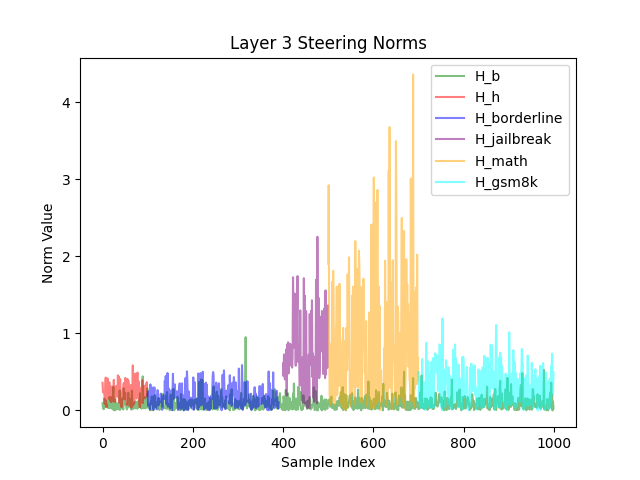 Layer 3 Steering Norms
Norm Value
4
3
2
1
0
0
200
400
600
800
1000
Sample Index
H_b
H_h
H_borderline
H_jailbreak
H_math
H_gsm8k